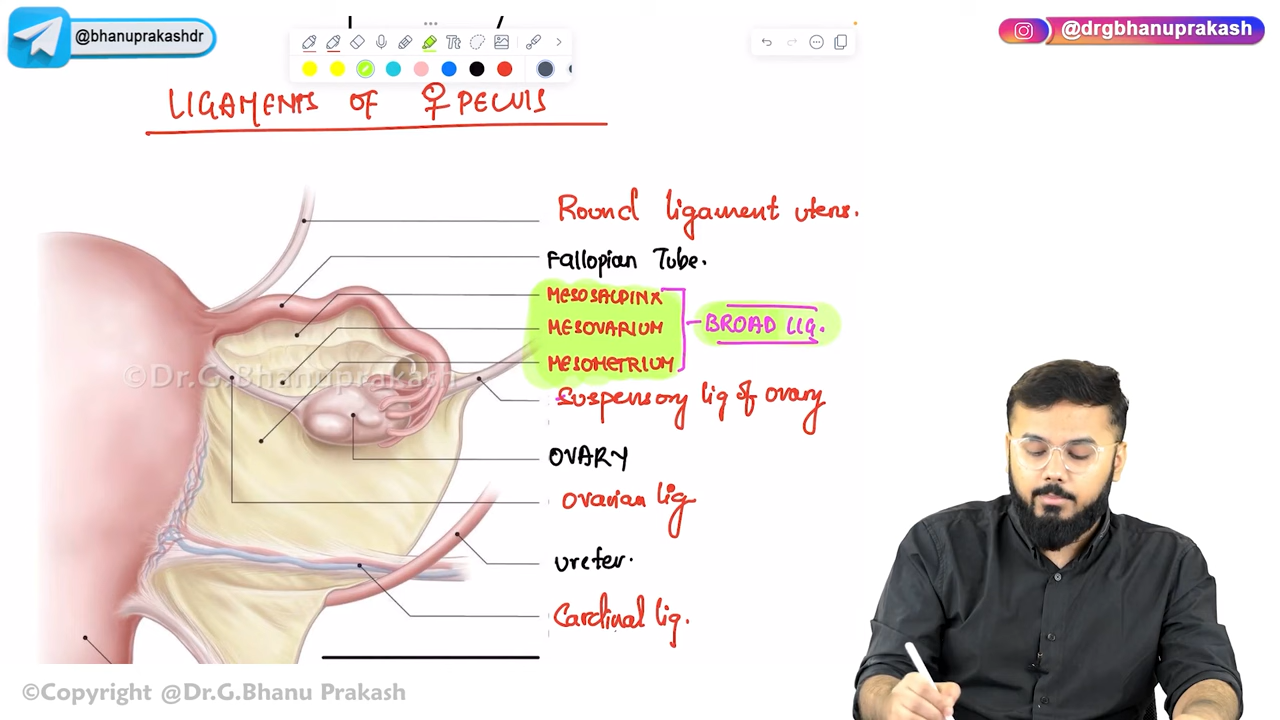 @bhanuprakashdr
@drgbhanuprakash
Tt
LIGAMENTS OF ♀ PELVIS
Round ligament uterus.
Fallopian Tube.
MESOSALPINX
MESOVARIUM
BROAD LIG.
MESOMETRIUM
©Dr.G.Bhanuprakash
Suspensory lig of ovary
OVARY
Ovarian lig
Ureter.
Cardinal lig.
©Copyright @Dr.G.Bhanu Prakash